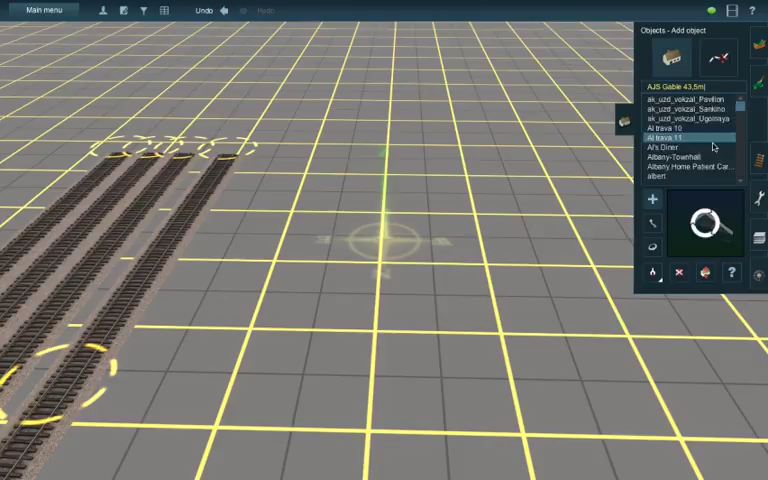 Main menu
Undo
Redo
?
Objects - Add object
AJS Gable 43,5m
ak_uzd_vokzal_Pavilion
ak_uzd_vokzal_Sankino
ak_uzd_vokzal_Ugolnaya
Al trava 10
Al trava 11
Al's Diner
Albany-Townhall
Albany Home Patient Car...
albert
?
N